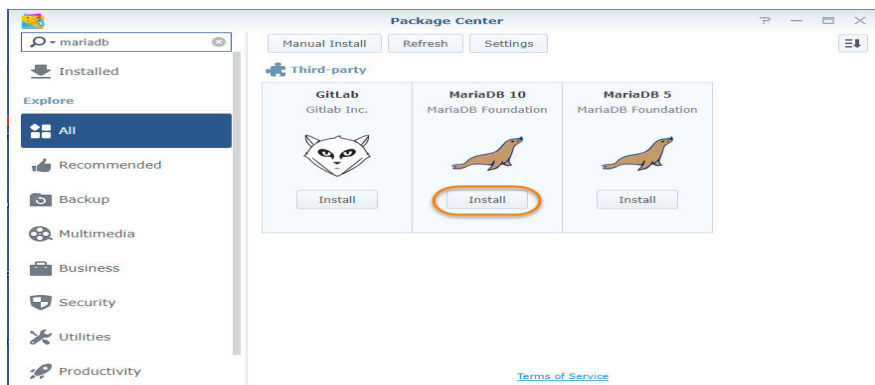 Package Center
mariadb
Manual Install Refresh Settings
Installed
Explore
All
Recommended
Backup
Multimedia
Business
Security
Utilities
Productivity
Third-party
GitLab
Gitlab Inc.
Install
MariaDB 10
MariaDB Foundation
Install
MariaDB 5
MariaDB Foundation
Install
Terms of Service